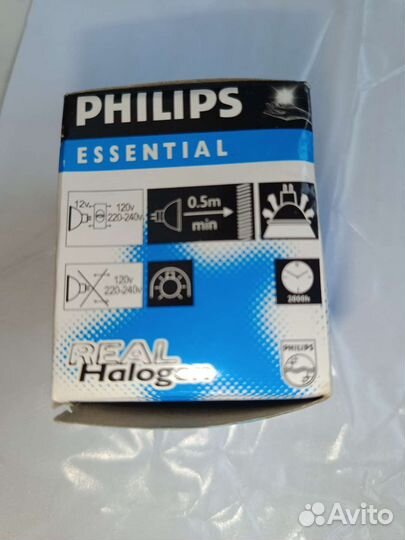 PHILIPS
ESSENTIAL
12v 120v
220-240v
0.5m
min
120v
220-240v
2000h
REAL
Halogen
PHILIPS
Avito